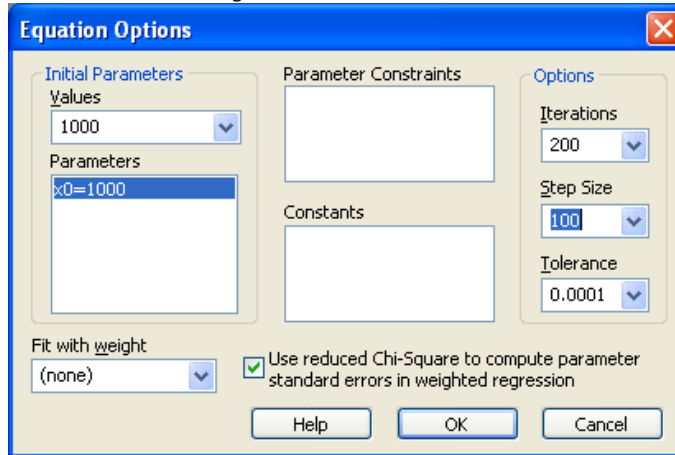 Equation Options
Initial Parameters
Values
1000
Parameters
x0=1000
Parameter Constraints
Constants
Options
Iterations
200
Step Size
100
Tolerance
0.0001
Fit with weight
(none)
Use reduced Chi-Square to compute parameter
standard errors in weighted regression
Help
OK
Cancel